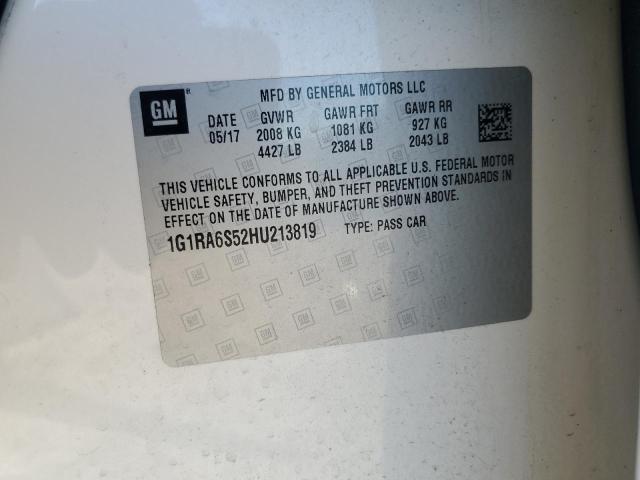 GM ®
MFD BY GENERAL MOTORS LLC
DATE GVWR GAWR FRT GAWR RR
05/17 2008 KG 1081 KG 927 KG
4427 LB 2384 LB 2043 LB
THIS VEHICLE CONFORMS TO ALL APPLICABLE U.S. FEDERAL MOTOR
VEHICLE SAFETY, BUMPER, AND THEFT PREVENTION STANDARDS IN
EFFECT ON THE DATE OF MANUFACTURE SHOWN ABOVE.
1G1RA6S52HU213819 TYPE: PASS CAR